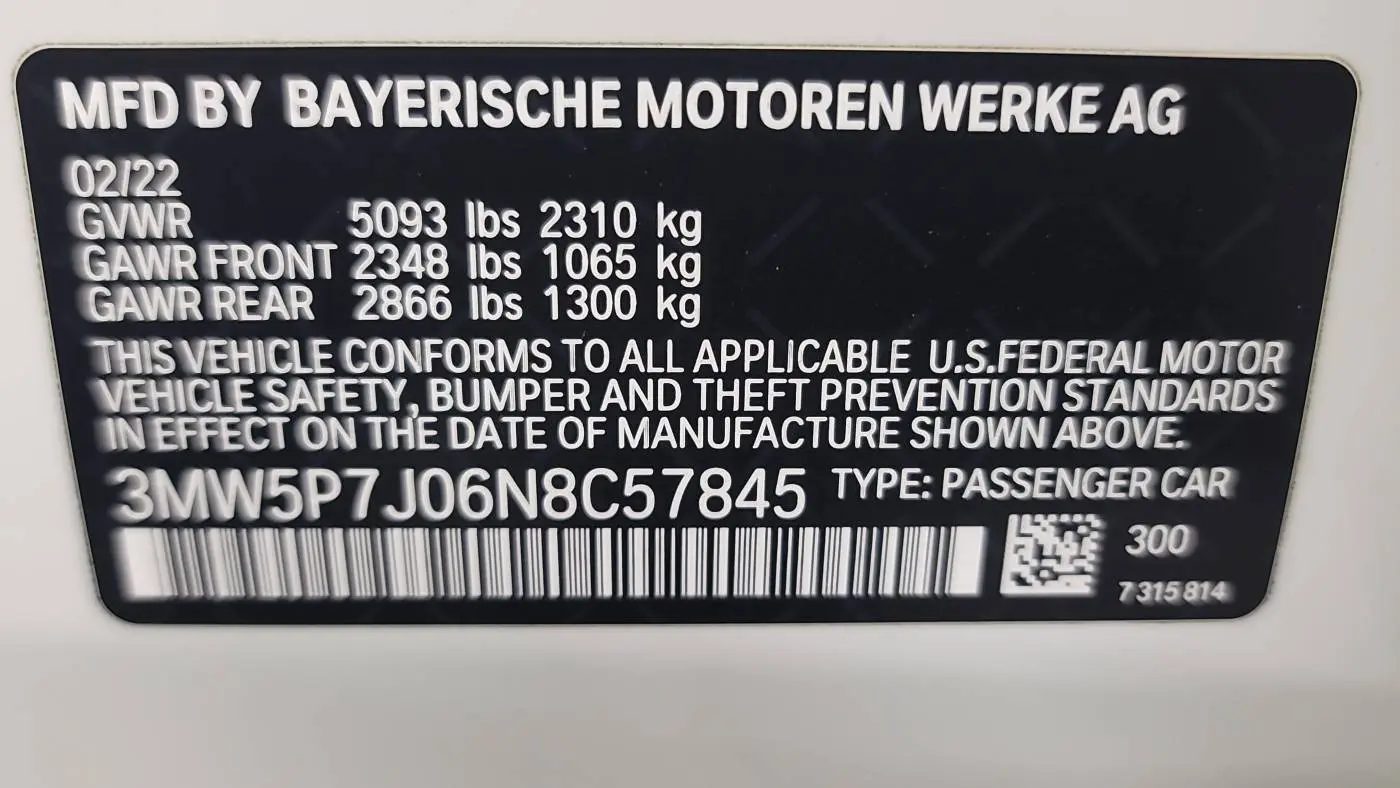 MFD BY BAYERISCHE MOTOREN WERKE AG
02/22
GVWR 5093 lbs 2310 kg
GAWR FRONT 2348 lbs 1065 kg
GAWR REAR 2866 lbs 1300 kg
THIS VEHICLE CONFORMS TO ALL APPLICABLE U.S.FEDERAL MOTOR
VEHICLE SAFETY, BUMPER AND THEFT PREVENTION STANDARDS
IN EFFECT ON THE DATE OF MANUFACTURE SHOWN ABOVE.
3MW5P7J06N8C57845 TYPE: PASSENGER CAR
300
7 315 814